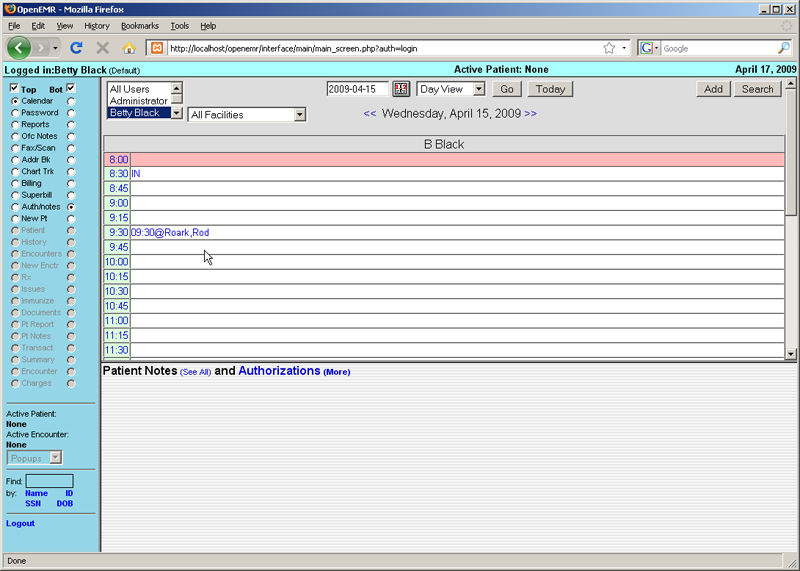 OpenEMR - Mozilla Firefox
File Edit View History Bookmarks Tools Help
http://localhost/openemr/interface/main/main_screen.php?auth=login
Google
Logged in:Betty Black (Default)
Active Patient: None
April 17, 2009
Top Bot
Calendar
Password
Reports
Ofc Notes
Fax/Scan
Addr Bk
Chart Trk
Billing
Superbill
Auth/notes
New Pt
Patient
History
Encounters
New Enctr
Rx
Issues
Immunize
Documents
Pt Report
Pt Notes
Transact
Summary
Encounter
Charges
Active Patient:
None
Active Encounter:
None
Popups
Find:
by: Name ID
SSN DOB
Logout
All Users
Administrator
Betty Black
All Facilities
2009-04-15
Day View
Go
Today
Add
Search
<< Wednesday, April 15, 2009 >>
B Black
8:00
8:30 IN
8:45
9:00
9:15
9:30 09:30@Roark,Rod
9:45
10:00
10:15
10:30
10:45
11:00
11:15
11:30
Patient Notes (See All) and Authorizations (More)
Done